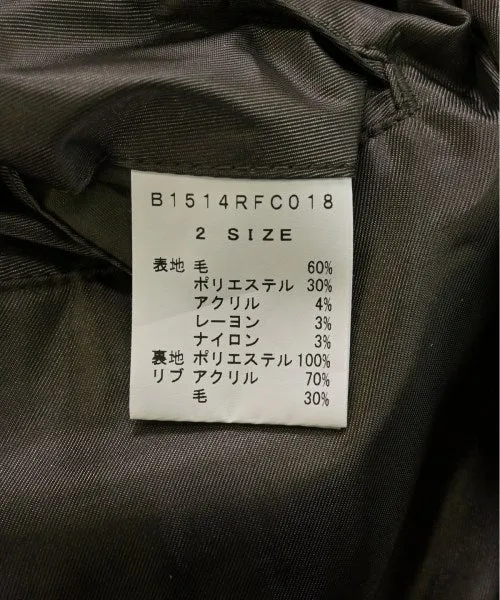 B1514RFC018
2 SIZE
表地 毛 60%
ポリエステル 30%
アクリル 4%
レーヨン 3%
ナイロン 3%
裏地 ポリエステル 100%
リブ アクリル 70%
毛 30%